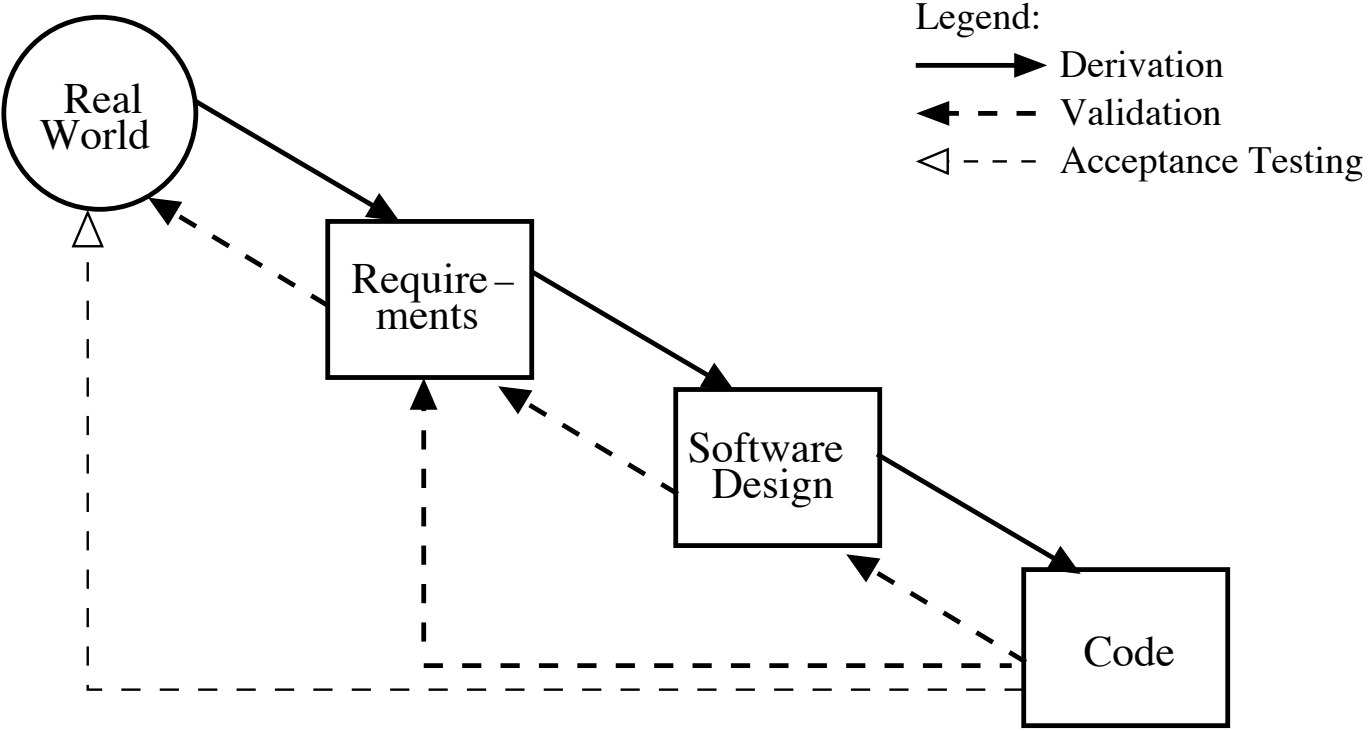 Legend:
Derivation
Validation
Acceptance Testing
Real
World
Require–
ments
Software
Design
Code